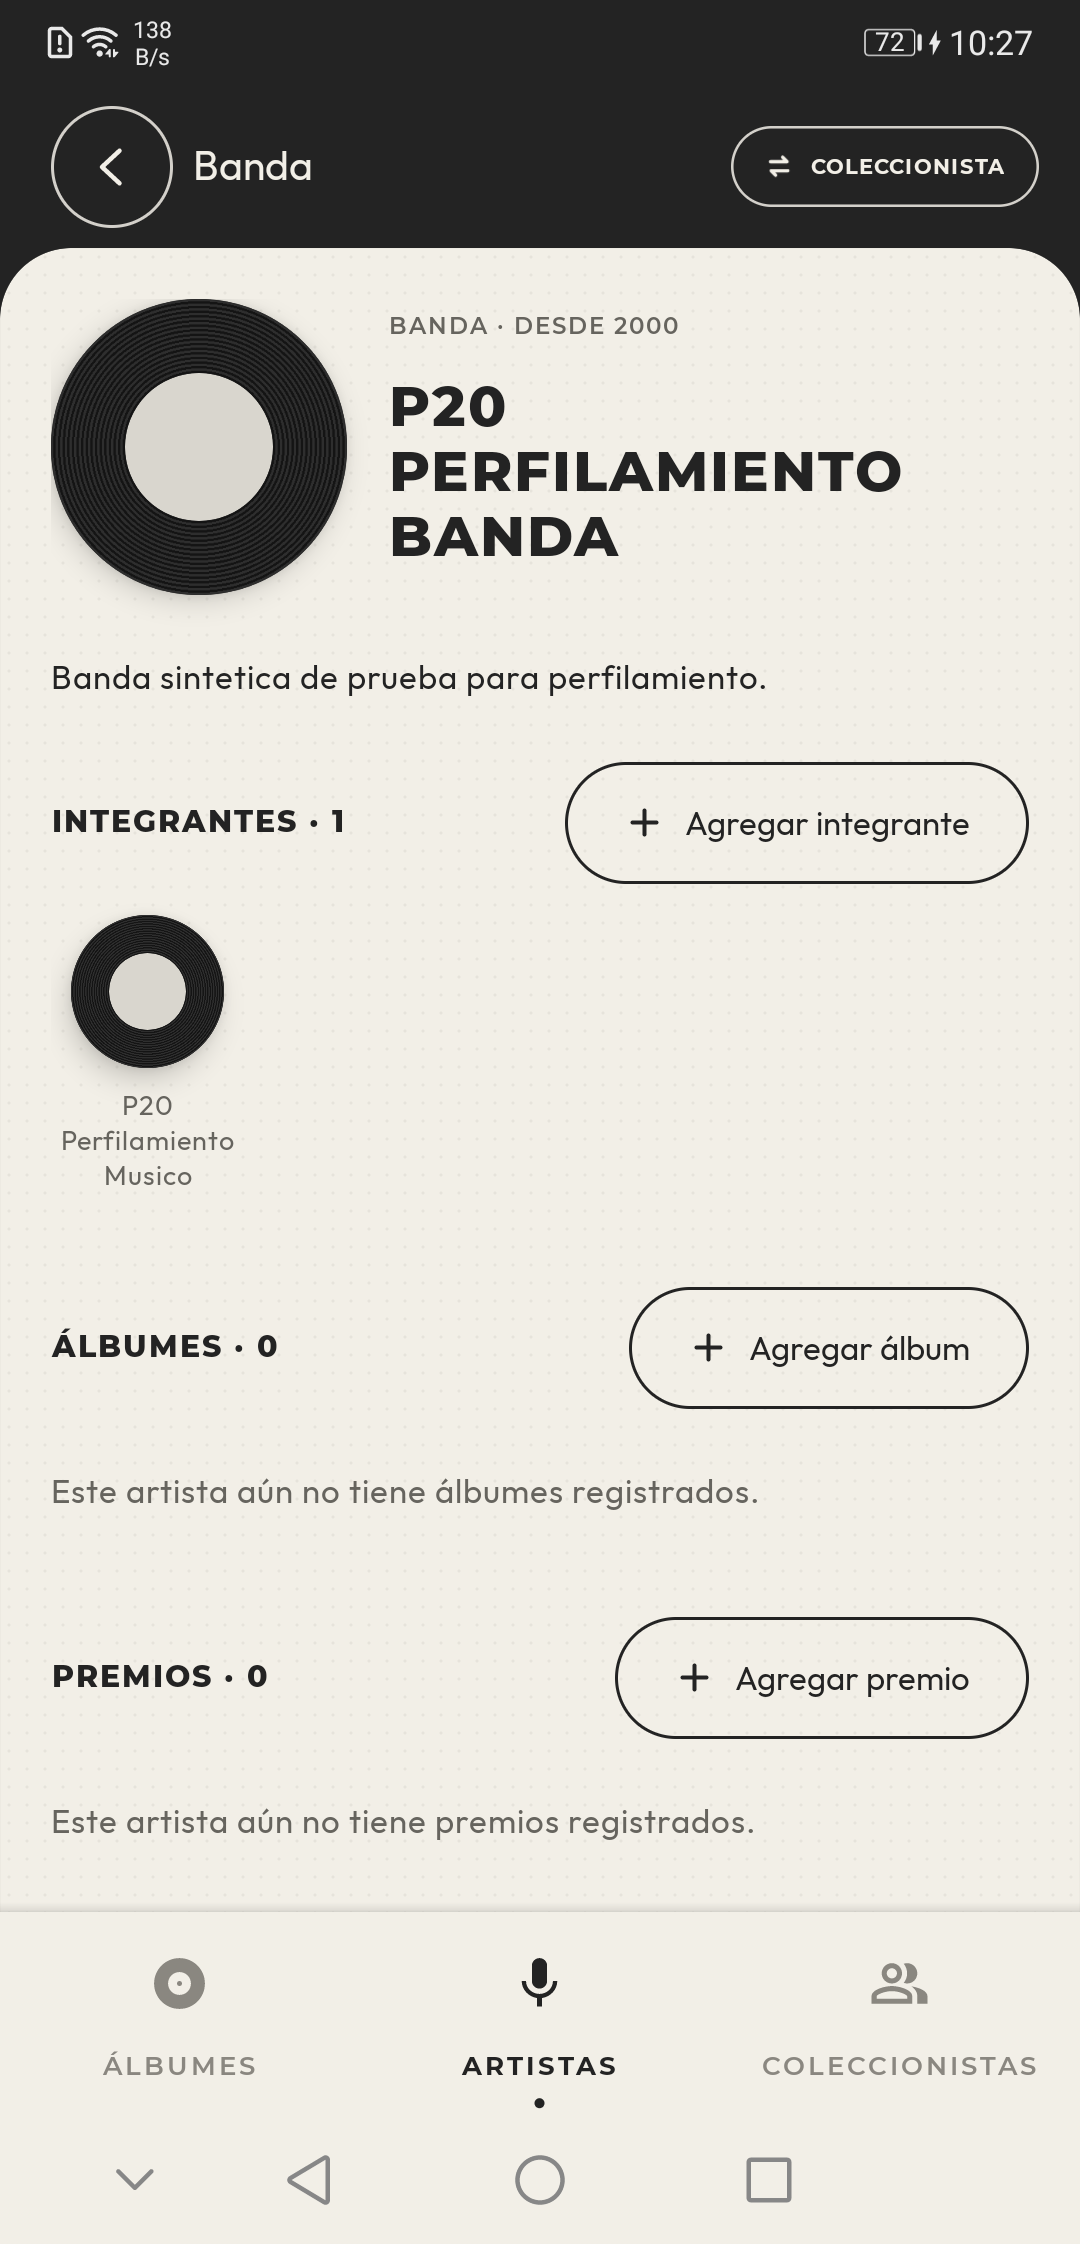 138
B/s
72
10:27
Banda
COLECCIONISTA
BANDA · DESDE 2000
P20
PERFILAMIENTO
BANDA
Banda sintetica de prueba para perfilamiento.
INTEGRANTES · 1
Agregar integrante
P20
Perfilamiento
Musico
ÁLBUMES · 0
Agregar álbum
Este artista aún no tiene álbumes registrados.
PREMIOS · 0
Agregar premio
Este artista aún no tiene premios registrados.
ÁLBUMES
ARTISTAS
COLECCIONISTAS